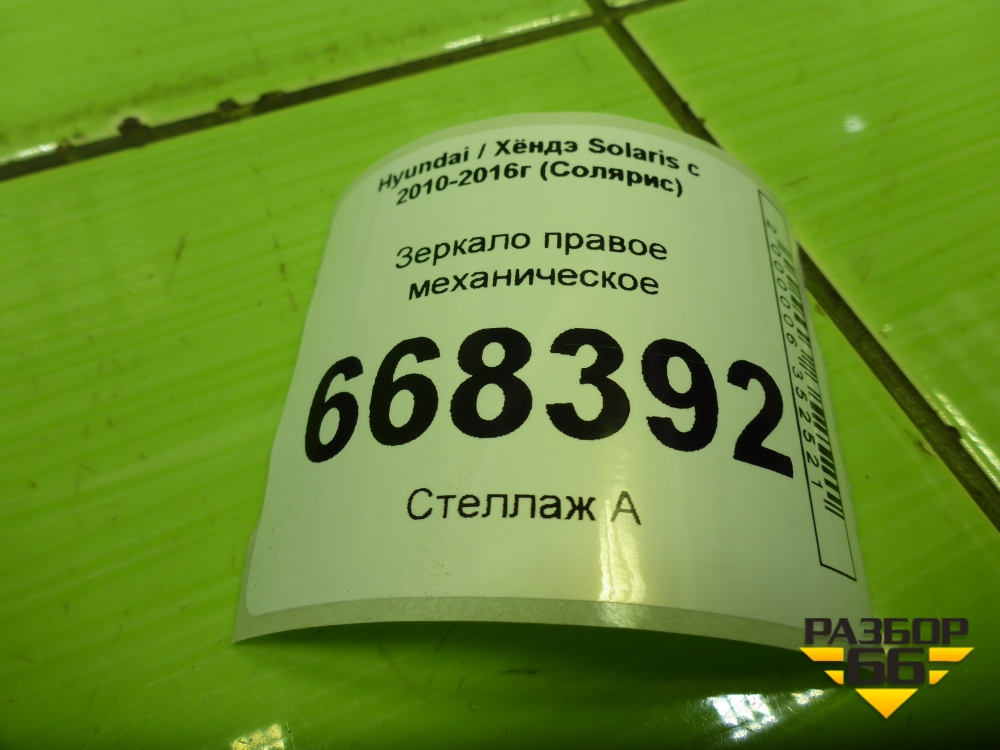 Hyundai / Хёндэ Solaris с
2010-2016г (Солярис)
Зеркало правое
механическое
668392
Стеллаж А
2000006352521
РАЗБОР
66